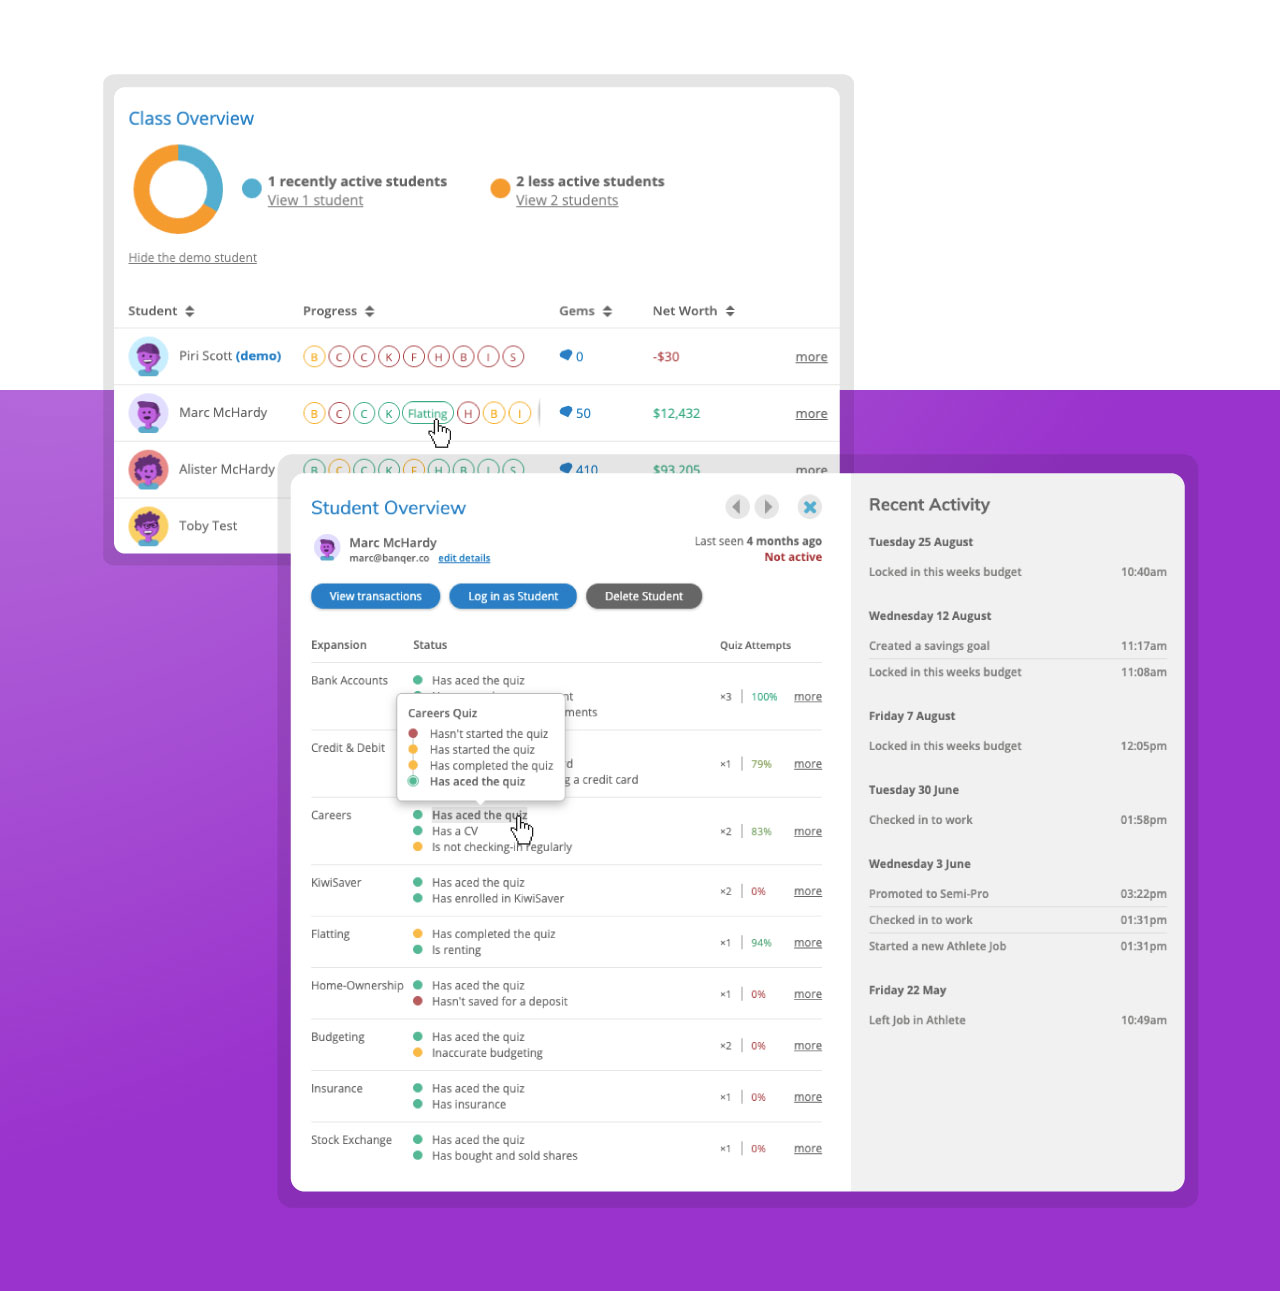 Class Overview
1 recently active students
View 1 student
2 less active students
View 2 students
Hide the demo student
Student Progress Gems Net Worth
Piri Scott (demo) B C C K F H B I S 0 -$30 more
Marc McHardy B C C K Flatting H B I 50 $12,432 more
Alister McHardy B C C K F H B I S 410 $93,205 more
Toby Test
Student Overview
Marc McHardy
marc@banqer.co edit details
Last seen 4 months ago
Not active
View transactions Log in as Student Delete Student
Expansion Status Quiz Attempts
Bank Accounts Has aced the quiz
×3 100% more
Careers Quiz
Hasn't started the quiz
Has started the quiz
Has completed the quiz
Has aced the quiz
Credit & Debit
×1 79% more
g a credit card
Careers Has aced the quiz
Has a CV
Is not checking-in regularly
×2 83% more
KiwiSaver Has aced the quiz
Has enrolled in KiwiSaver
×2 0% more
Flatting Has completed the quiz
Is renting
×1 94% more
Home-Ownership Has aced the quiz
Hasn't saved for a deposit
×1 0% more
Budgeting Has aced the quiz
Inaccurate budgeting
×2 0% more
Insurance Has aced the quiz
Has insurance
×1 0% more
Stock Exchange Has aced the quiz
Has bought and sold shares
×1 0% more
Recent Activity
Tuesday 25 August
Locked in this weeks budget 10:40am
Wednesday 12 August
Created a savings goal 11:17am
Locked in this weeks budget 11:08am
Friday 7 August
Locked in this weeks budget 12:05pm
Tuesday 30 June
Checked in to work 01:58pm
Wednesday 3 June
Promoted to Semi-Pro 03:22pm
Checked in to work 01:31pm
Started a new Athlete Job 01:31pm
Friday 22 May
Left Job in Athlete 10:49am